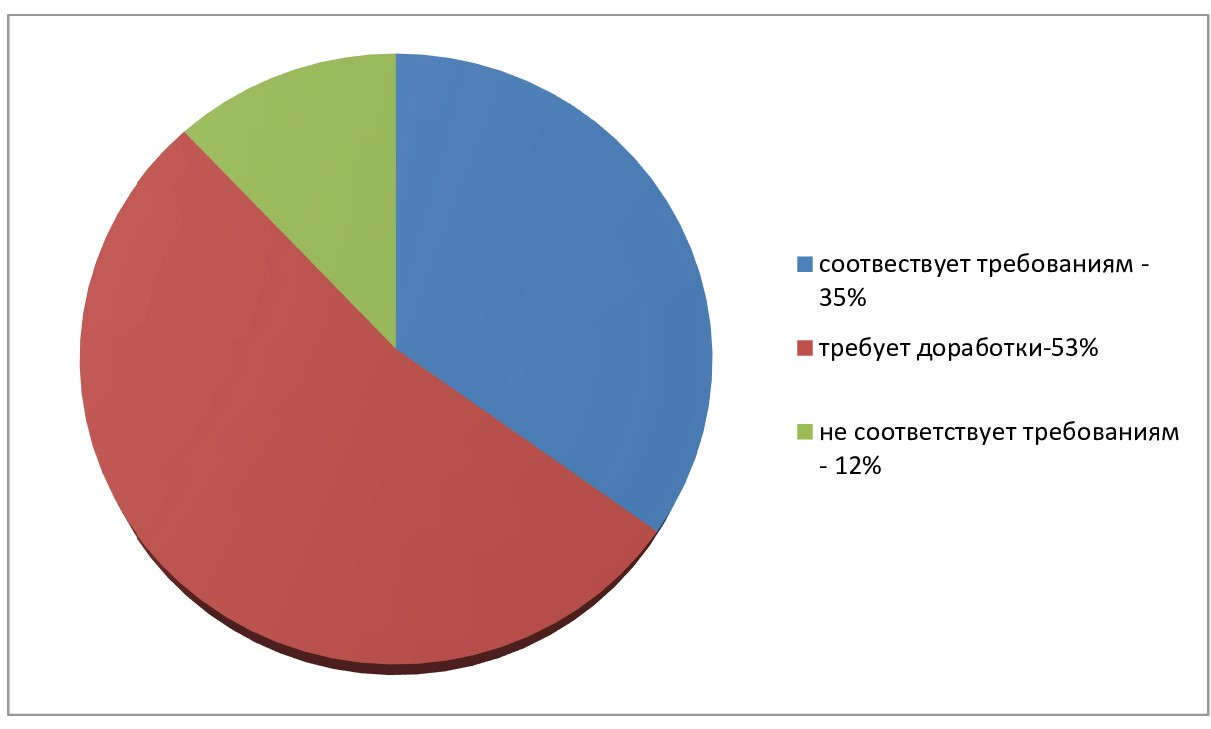 соотвествует требованиям -
35%
требует доработки-53%
не соответствует требованиям
- 12%